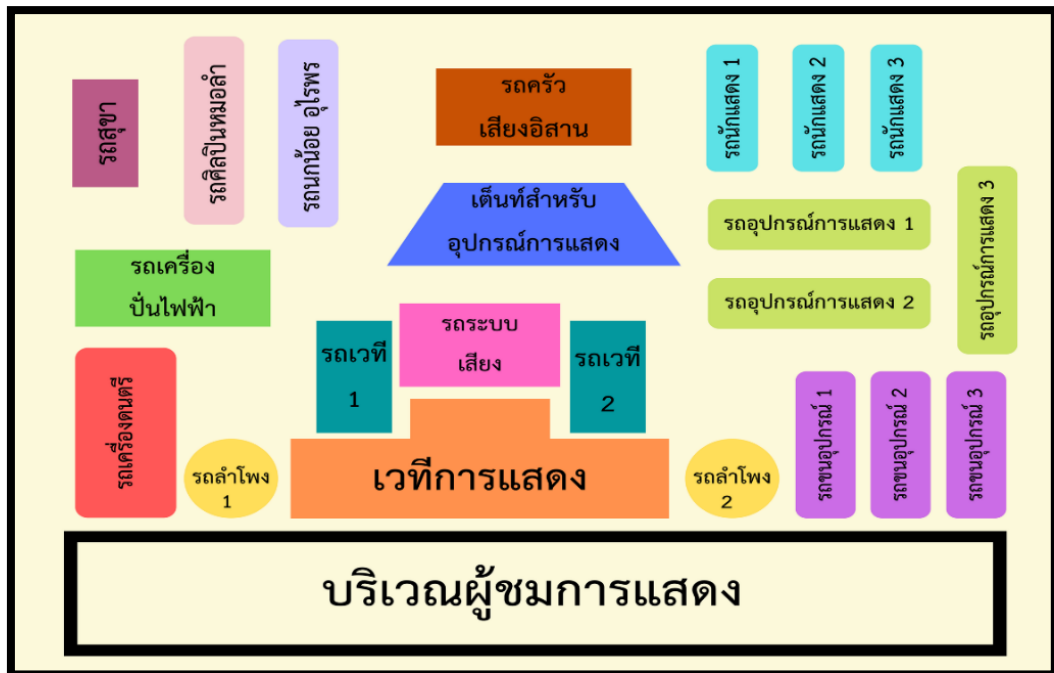 รถสุขา
รถศิลปินหมอลำ
รถนกน้อย อุไรพร
รถครัว
เสียงอิสาน
รถนักแสดง 1
รถนักแสดง 2
รถนักแสดง 3
เต็นท์สำหรับ
อุปกรณ์การแสดง
รถอุปกรณ์การแสดง 1
รถอุปกรณ์การแสดง 2
รถอุปกรณ์การแสดง 3
รถเครื่อง
ปั่นไฟฟ้า
รถเวที
1
รถระบบ
เสียง
รถเวที
2
รถเครื่องดนตรี
รถลำโพง
1
เวทีการแสดง
รถลำโพง
2
รถขนอุปกรณ์ 1
รถขนอุปกรณ์ 2
รถขนอุปกรณ์ 3
บริเวณผู้ชมการแสดง